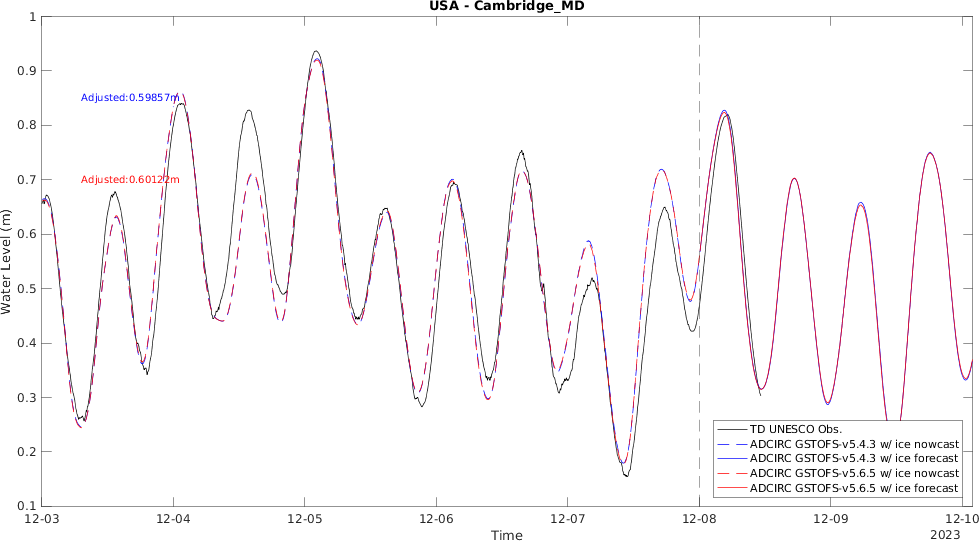 USA - Cambridge_MD
1
0.9
0.8
0.7
0.6
0.5
0.4
0.3
0.2
0.1
Water Level (m)
Adjusted:0.59857m
Adjusted:0.60122m
TD UNESCO Obs.
ADCIRC GSTOFS-v5.4.3 w/ ice nowcast
ADCIRC GSTOFS-v5.4.3 w/ ice forecast
ADCIRC GSTOFS-v5.6.5 w/ ice nowcast
ADCIRC GSTOFS-v5.6.5 w/ ice forecast
12-03 12-04 12-05 12-06 12-07 12-08 12-09 12-10
Time
2023